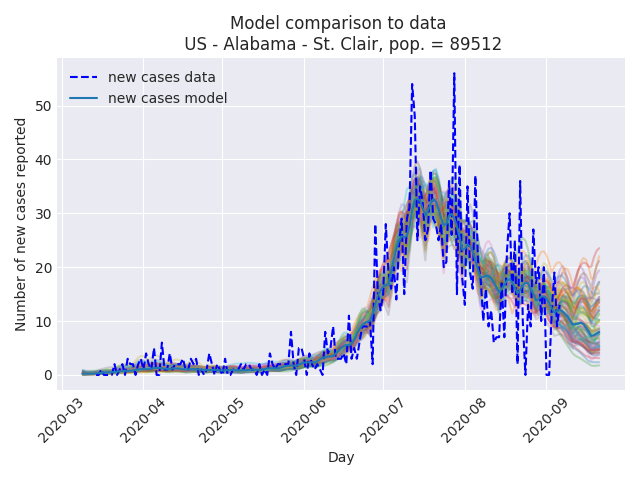 Model comparison to data
US - Alabama - St. Clair, pop. = 89512
new cases data
new cases model
Number of new cases reported
50
40
30
20
10
0
2020-03
2020-04
2020-05
2020-06
2020-07
2020-08
2020-09
Day